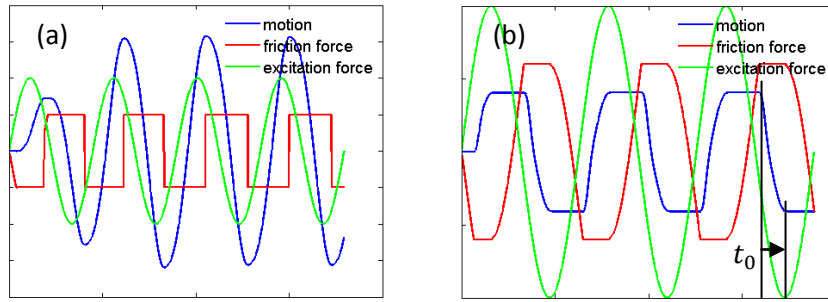 (a)
motion
friction force
excitation force
(b)
motion
friction force
excitation force
t₀